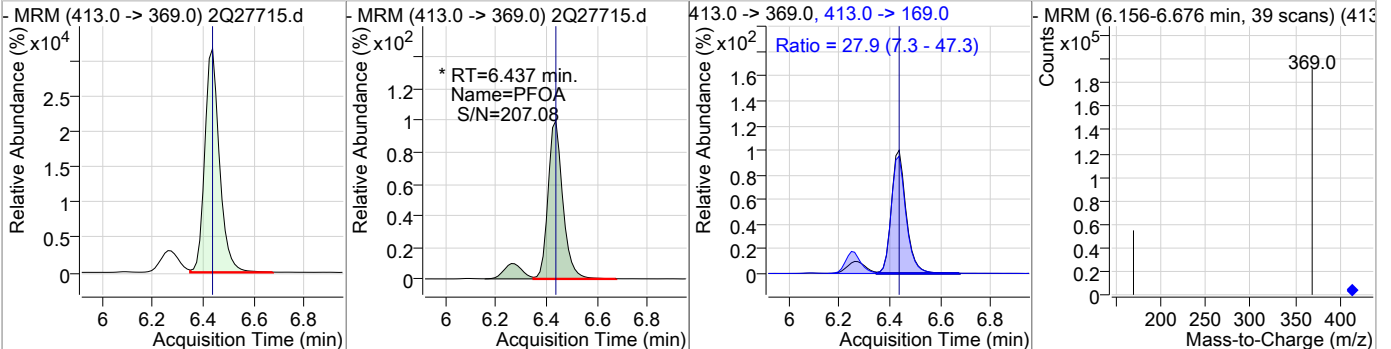 - MRM (413.0 -> 369.0) 2Q27715.d
Relative Abundance (%)
x10⁴
2.5
2
1.5
1
0.5
0
6 6.2 6.4 6.6 6.8
Acquisition Time (min)
- MRM (413.0 -> 369.0) 2Q27715.d
Relative Abundance (%)
x10²
* RT=6.437 min.
Name=PFOA
S/N=207.08
1.2
1
0.8
0.6
0.4
0.2
0
6 6.2 6.4 6.6 6.8
Acquisition Time (min)
413.0 -> 369.0, 413.0 -> 169.0
Relative Abundance (%)
x10²
Ratio = 27.9 (7.3 - 47.3)
1.6
1.4
1.2
1
0.8
0.6
0.4
0.2
0
6 6.2 6.4 6.6 6.8
Acquisition Time (min)
- MRM (6.156-6.676 min, 39 scans) (413
Counts
x10⁵
369.0
1.8
1.6
1.4
1.2
1
0.8
0.6
0.4
0.2
0
200 250 300 350 400
Mass-to-Charge (m/z)